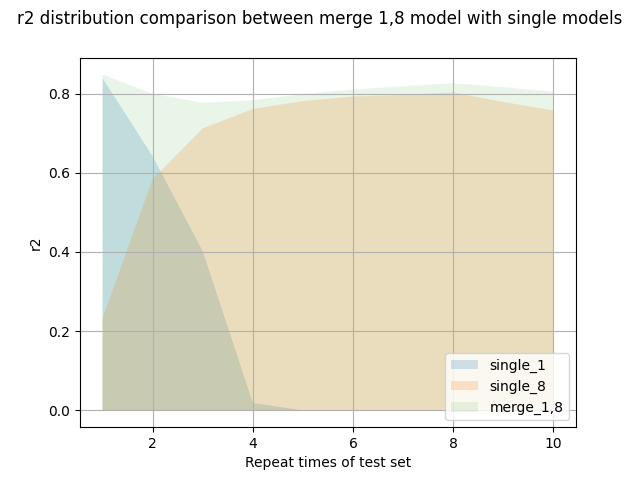 r2 distribution comparison between merge 1,8 model with single models
0.8
0.6
0.4
0.2
0.0
r2
2 4 6 8 10
Repeat times of test set
single_1
single_8
merge_1,8